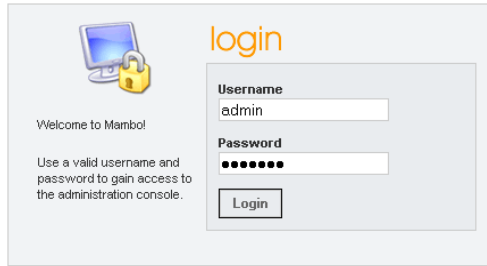 login
Username
admin
Password
•••••••
Login
Welcome to Mambo!
Use a valid username and
password to gain access to
the administration console.